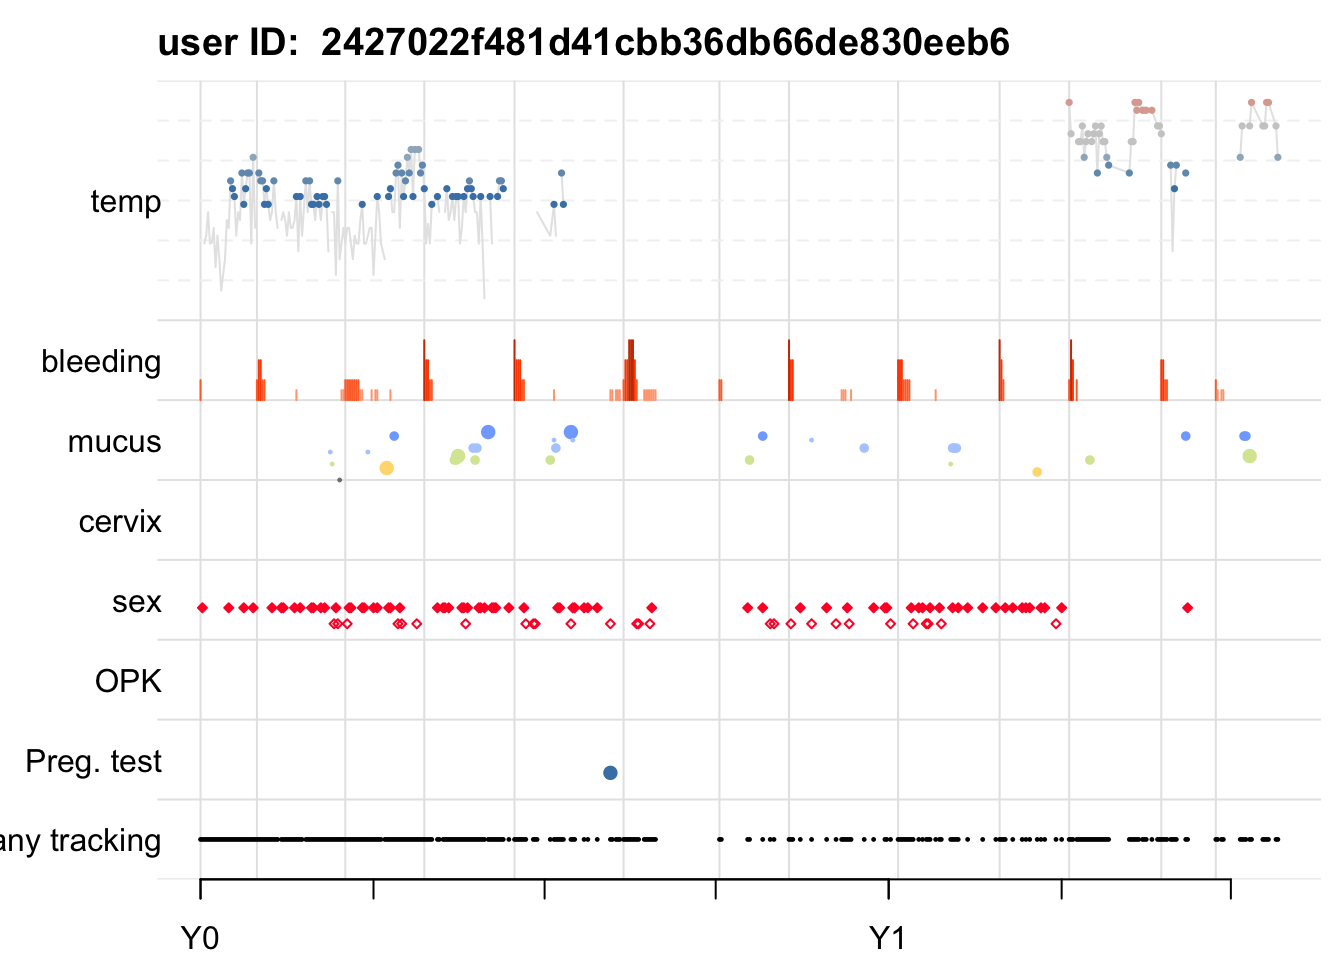 user ID:  2427022f481d41cbb36db66de830eeb6
temp
bleeding
mucus
cervix
sex
OPK
Preg. test
any tracking
Y0 Y1